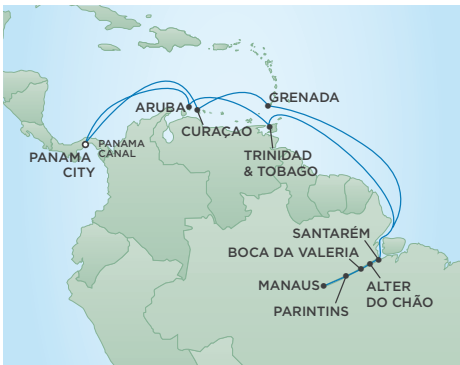 GRENADA
ARUBA
CURAÇAO
PANAMA
CANAL
PANAMA
CITY
TRINIDAD
& TOBAGO
SANTARÉM
BOCA DA VALERIA
MANAUS
ALTER
DO CHÃO
PARINTINS